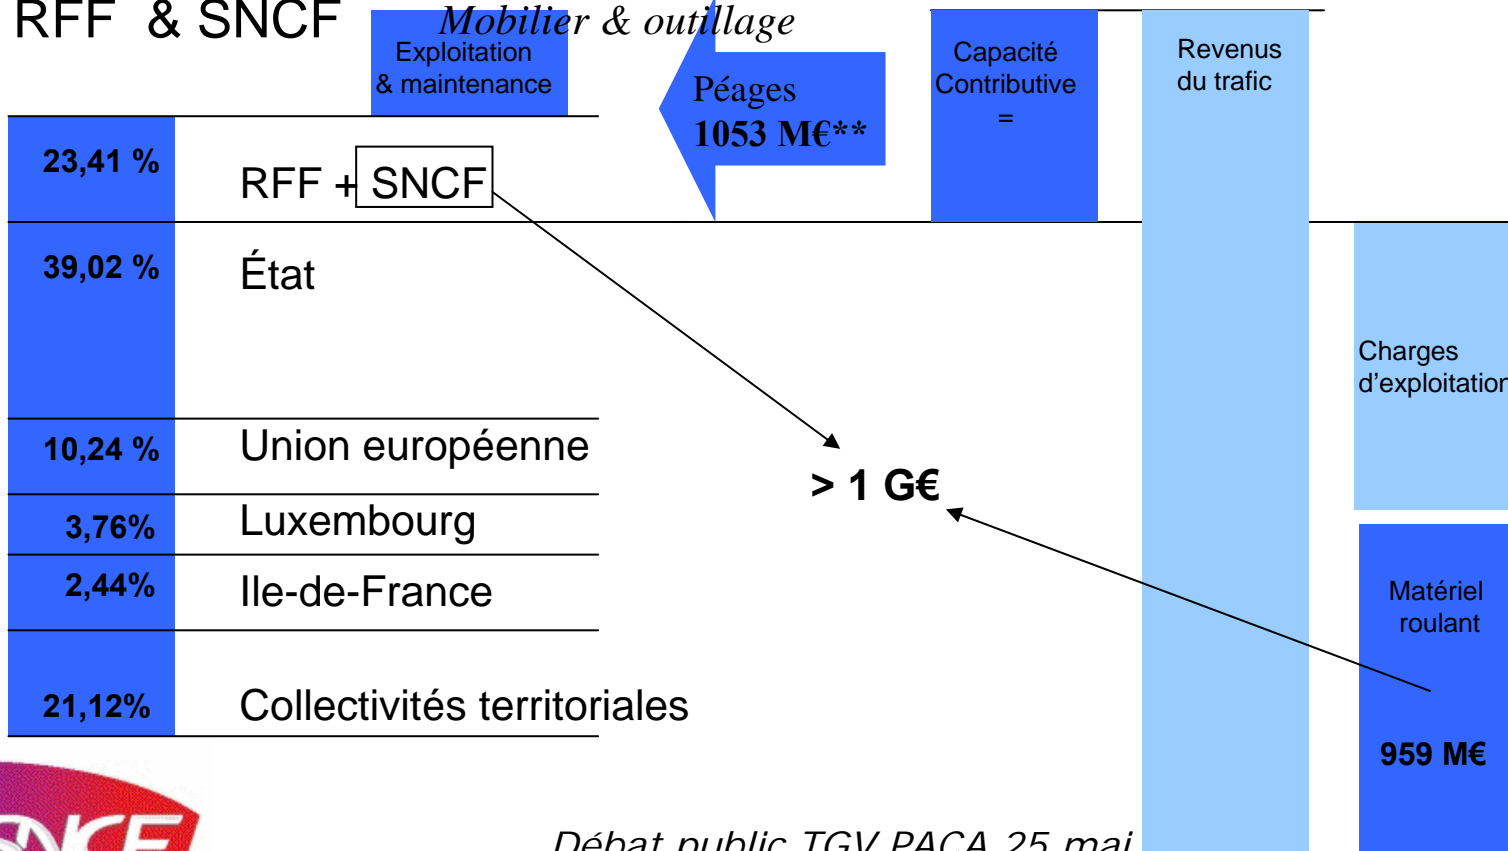 RFF & SNCF
Mobilier & outillage
Exploitation
& maintenance
Péages
1053 M€**
Capacité
Contributive
=
Revenus
du trafic
23,41 %
RFF + SNCF
39,02 %
État
Charges
d'exploitation
10,24 %
Union européenne
> 1 G€
3,76%
Luxembourg
2,44%
Ile-de-France
Matériel
roulant
21,12%
Collectivités territoriales
959 M€
SNCF
Débat public TGV PACA 25 mai